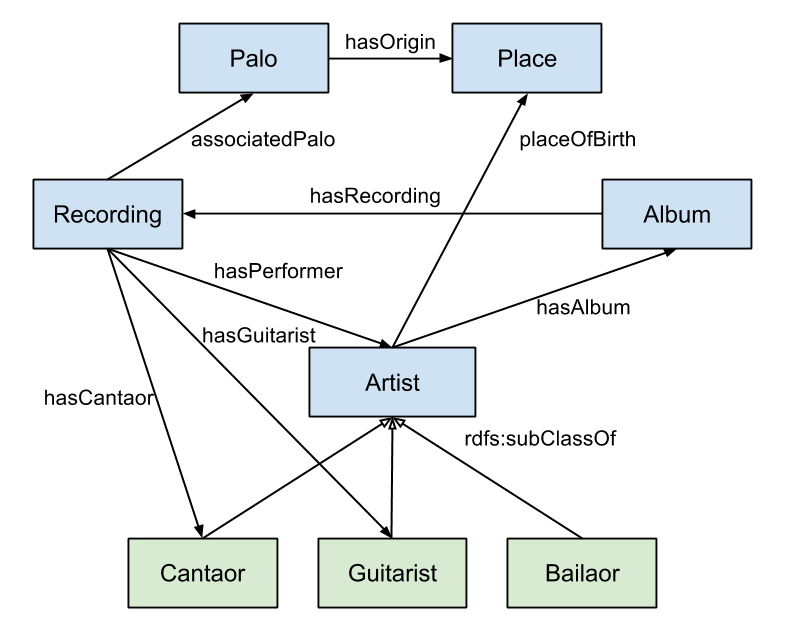 hasOrigin
Palo
Place
associatedPalo
placeOfBirth
hasRecording
Recording
Album
hasPerformer
hasAlbum
hasGuitarist
Artist
hasCantaor
rdfs:subClassOf
Cantaor
Guitarist
Bailaor